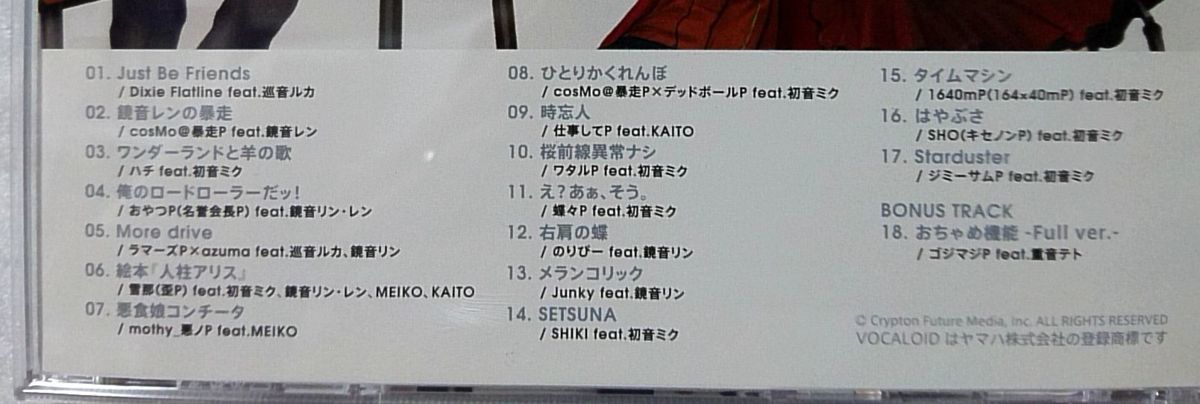 01. Just Be Friends
/ Dixie Flatline feat.巡音ルカ
02. 鏡音レンの暴走
/ cosMo@暴走P feat.鏡音レン
03. ワンダーランドと羊の歌
/ ハチ feat.初音ミク
04. 俺のロードローラーだッ!
/ おやつP(名誉会長P) feat.鏡音リン・レン
05. More drive
/ ラマーズP×azuma feat.巡音ルカ、鏡音リン
06. 絵本『人柱アリス』
/ 雪那(歪P) feat.初音ミク、鏡音リン・レン、MEIKO、KAITO
07. 悪食娘コンチータ
/ mothy_悪ノP feat.MEIKO
08. ひとりかくれんぼ
/ cosMo@暴走P×デッドボールP feat.初音ミク
09. 時忘人
/ 仕事してP feat.KAITO
10. 桜前線異常ナシ
/ ワタルP feat.初音ミク
11. え?あぁ、そう。
/ 蝶々P feat.初音ミク
12. 右肩の蝶
/ のりぴー feat.鏡音リン
13. メランコリック
/ Junky feat.鏡音リン
14. SETSUNA
/ SHIKI feat.初音ミク
15. タイムマシン
/ 1640mP(164×40mP) feat.初音ミク
16. はやぶさ
/ SHO(キセノンP) feat.初音ミク
17. Starduster
/ ジミーサムP feat.初音ミク
BONUS TRACK
18. おちゃめ機能 -Full ver.-
/ ゴジマジP feat.重音テト
© Crypton Future Media, Inc. ALL RIGHTS RESERVED
VOCALOID はヤマハ株式会社の登録商標です